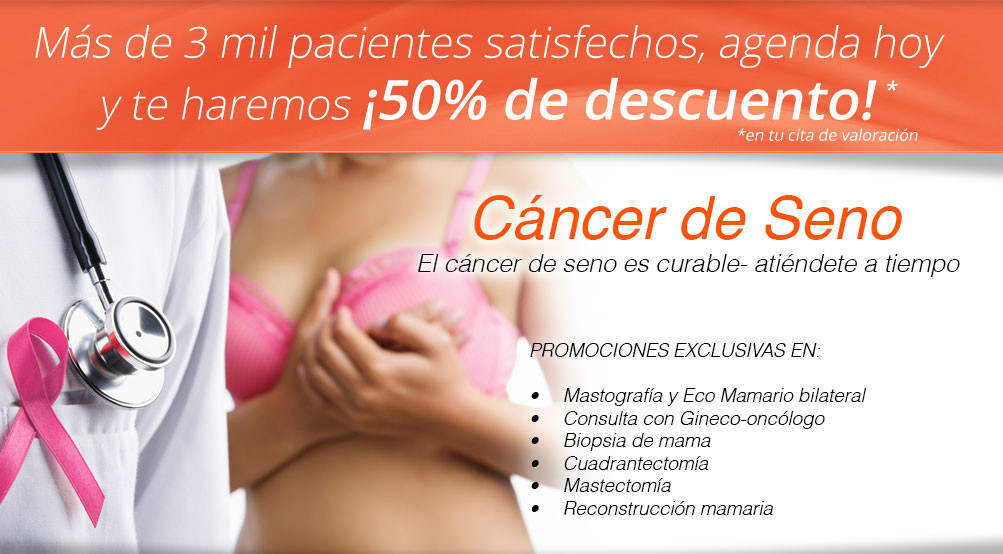 Más de 3 mil pacientes satisfechos, agenda hoy
y te haremos ¡50% de descuento! *
*en tu cita de valoración
Cáncer de Seno
El cáncer de seno es curable- atiéndete a tiempo
PROMOCIONES EXCLUSIVAS EN:
• Mastografía y Eco Mamario bilateral
• Consulta con Gineco-oncólogo
• Biopsia de mama
• Cuadrantectomía
• Mastectomía
• Reconstrucción mamaria